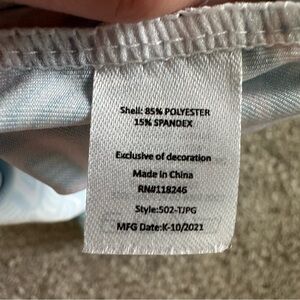 Shell: 85% POLYESTER
15% SPANDEX
Exclusive of decoration
Made in China
RN#118246
Style:502-TJPG
MFG Date:K-10/2021